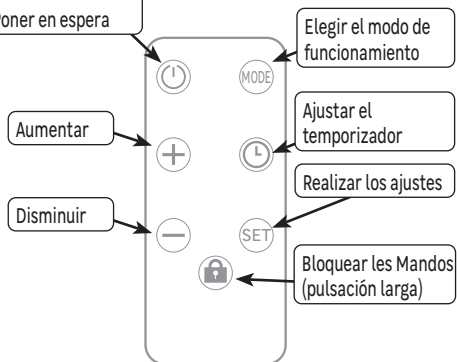 Poner en espera
Elegir el modo de
funcionamiento
MODE
Aumentar
Ajustar el
temporizador
Realizar los ajustes
Disminuir
SET
Bloquear les Mandos
(pulsación larga)